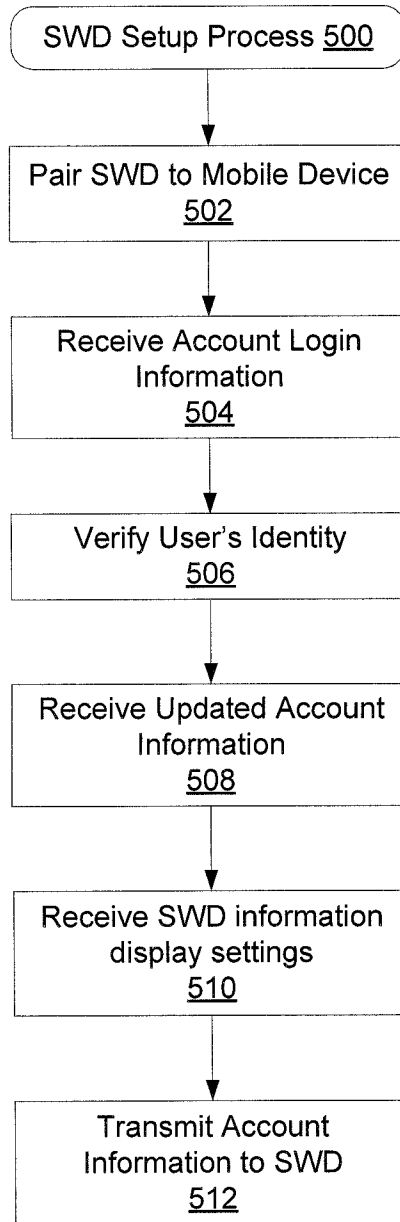 SWD Setup Process 500
Pair SWD to Mobile Device
502
Receive Account Login
Information
504
Verify User's Identity
506
Receive Updated Account
Information
508
Receive SWD information
display settings
510
Transmit Account
Information to SWD
512